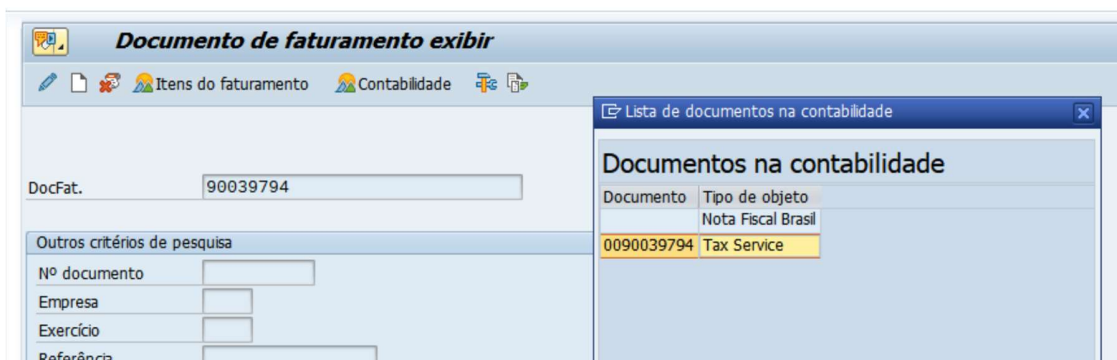 Documento de faturamento exibir
Itens do faturamento Contabilidade
Lista de documentos na contabilidade
Documentos na contabilidade
DocFat. 90039794
Documento Tipo de objeto
Nota Fiscal Brasil
Outros critérios de pesquisa
0090039794 Tax Service
Nº documento
Empresa
Exercício
Referência